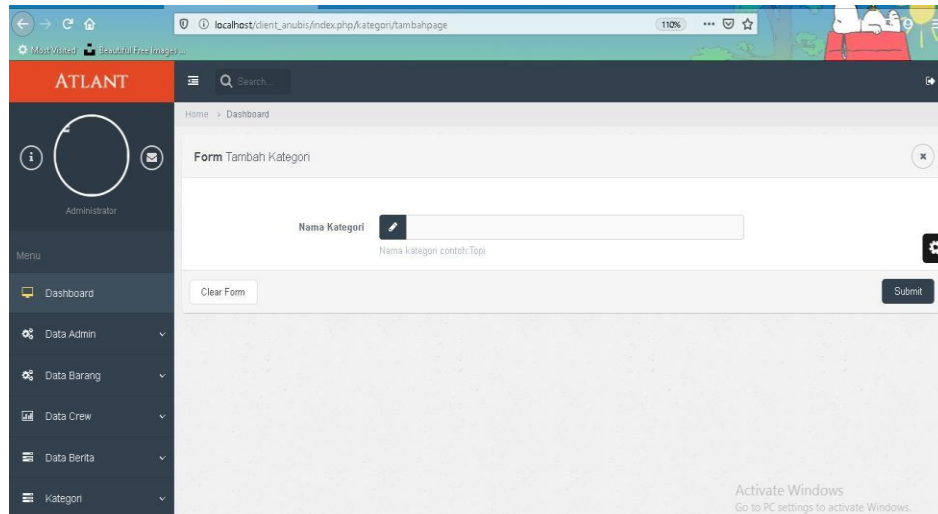 localhost/client_anubis/index.php/kategori/tambahpage
110%
Most Visited
Beautiful Free Images ...
ATLANT
Search...
Home > Dashboard
Form Tambah Kategori
Administrator
Nama Kategori
Nama kategori contoh:Topi
Menu
Dashboard
Clear Form
Submit
Data Admin
Data Barang
Data Crew
Data Berita
Kategori
Activate Windows
Go to PC settings to activate Windows.